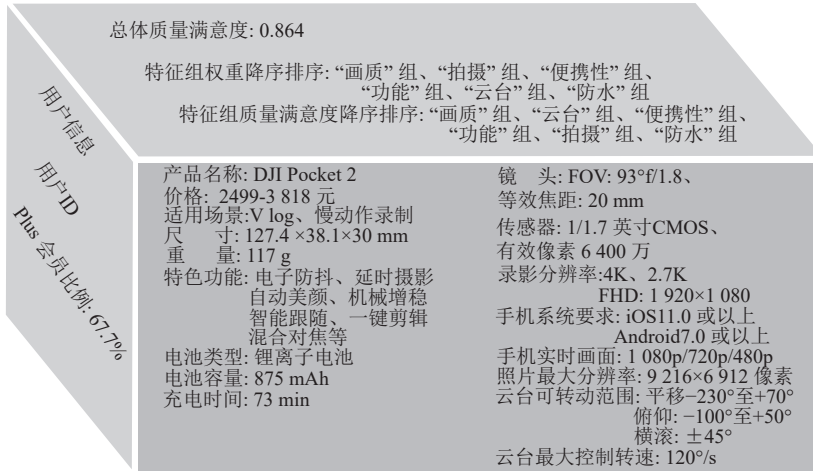 总体质量满意度: 0.864
特征组权重降序排序: “画质” 组、“拍摄” 组、“便携性” 组、
“功能” 组、“云台” 组、“防水” 组
特征组质量满意度降序排序: “画质” 组、“云台” 组、“便携性” 组、
“功能” 组、“拍摄” 组、“防水” 组
用户信息
用户ID
Plus 会员比例: 67.7%
产品名称: DJI Pocket 2
价格: 2499-3 818 元
适用场景:V log、慢动作录制
尺 寸: 127.4 ×38.1×30 mm
重 量: 117 g
特色功能: 电子防抖、延时摄影
自动美颜、机械增稳
智能跟随、一键剪辑
混合对焦等
电池类型: 锂离子电池
电池容量: 875 mAh
充电时间: 73 min
镜 头: FOV: 93°f/1.8、
等效焦距: 20 mm
传感器: 1/1.7 英寸CMOS、
有效像素 6 400 万
录影分辨率:4K、2.7K
FHD: 1 920×1 080
手机系统要求: iOS11.0 或以上
Android7.0 或以上
手机实时画面: 1 080p/720p/480p
照片最大分辨率: 9 216×6 912 像素
云台可转动范围: 平移−230°至+70°
俯仰: −100°至+50°
横滚: ±45°
云台最大控制转速: 120°/s